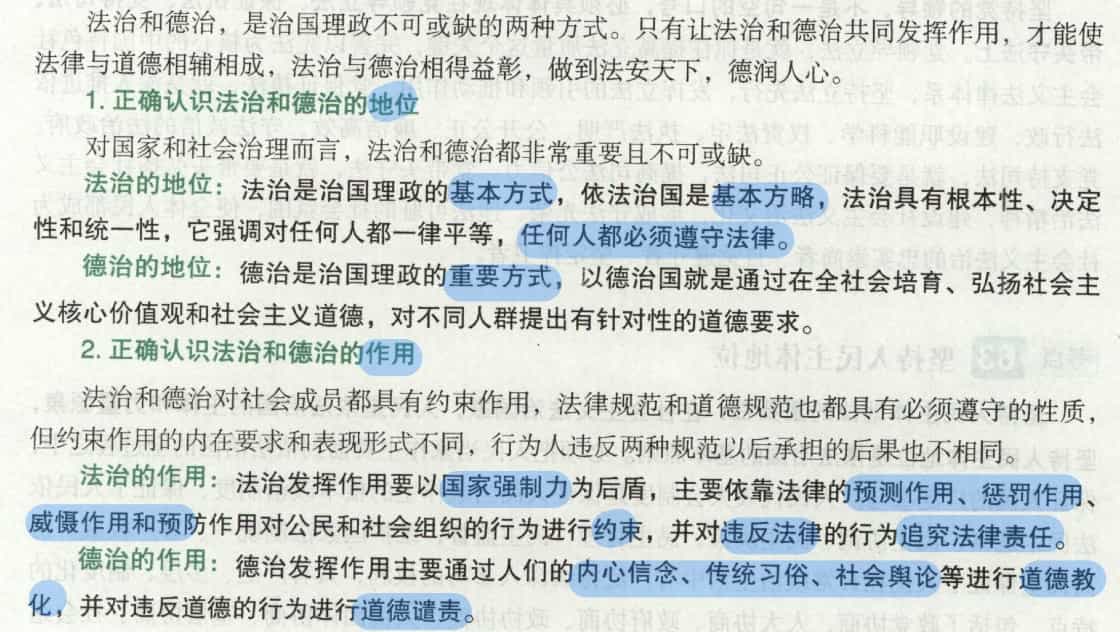 法治和德治，是治国理政不可或缺的两种方式。只有让法治和德治共同发挥作用，才能使
法律与道德相辅相成，法治与德治相得益彰，做到法安天下，德润人心。
1. 正确认识法治和德治的地位
对国家和社会治理而言，法治和德治都非常重要且不可或缺。
法治的地位：法治是治国理政的基本方式，依法治国是基本方略，法治具有根本性、决定
性和统一性，它强调对任何人都一律平等，任何人都必须遵守法律。
德治的地位：德治是治国理政的重要方式，以德治国就是通过在全社会培育、弘扬社会主
义核心价值观和社会主义道德，对不同人群提出有针对性的道德要求。
2. 正确认识法治和德治的作用
法治和德治对社会成员都具有约束作用，法律规范和道德规范也都具有必须遵守的性质，
但约束作用的内在要求和表现形式不同，行为人违反两种规范以后承担的后果也不相同。
法治的作用：法治发挥作用要以国家强制力为后盾，主要依靠法律的预测作用、惩罚作用、
威慑作用和预防作用对公民和社会组织的行为进行约束，并对违反法律的行为追究法律责任。
德治的作用：德治发挥作用主要通过人们的内心信念、传统习俗、社会舆论等进行道德教
化，并对违反道德的行为进行道德谴责。